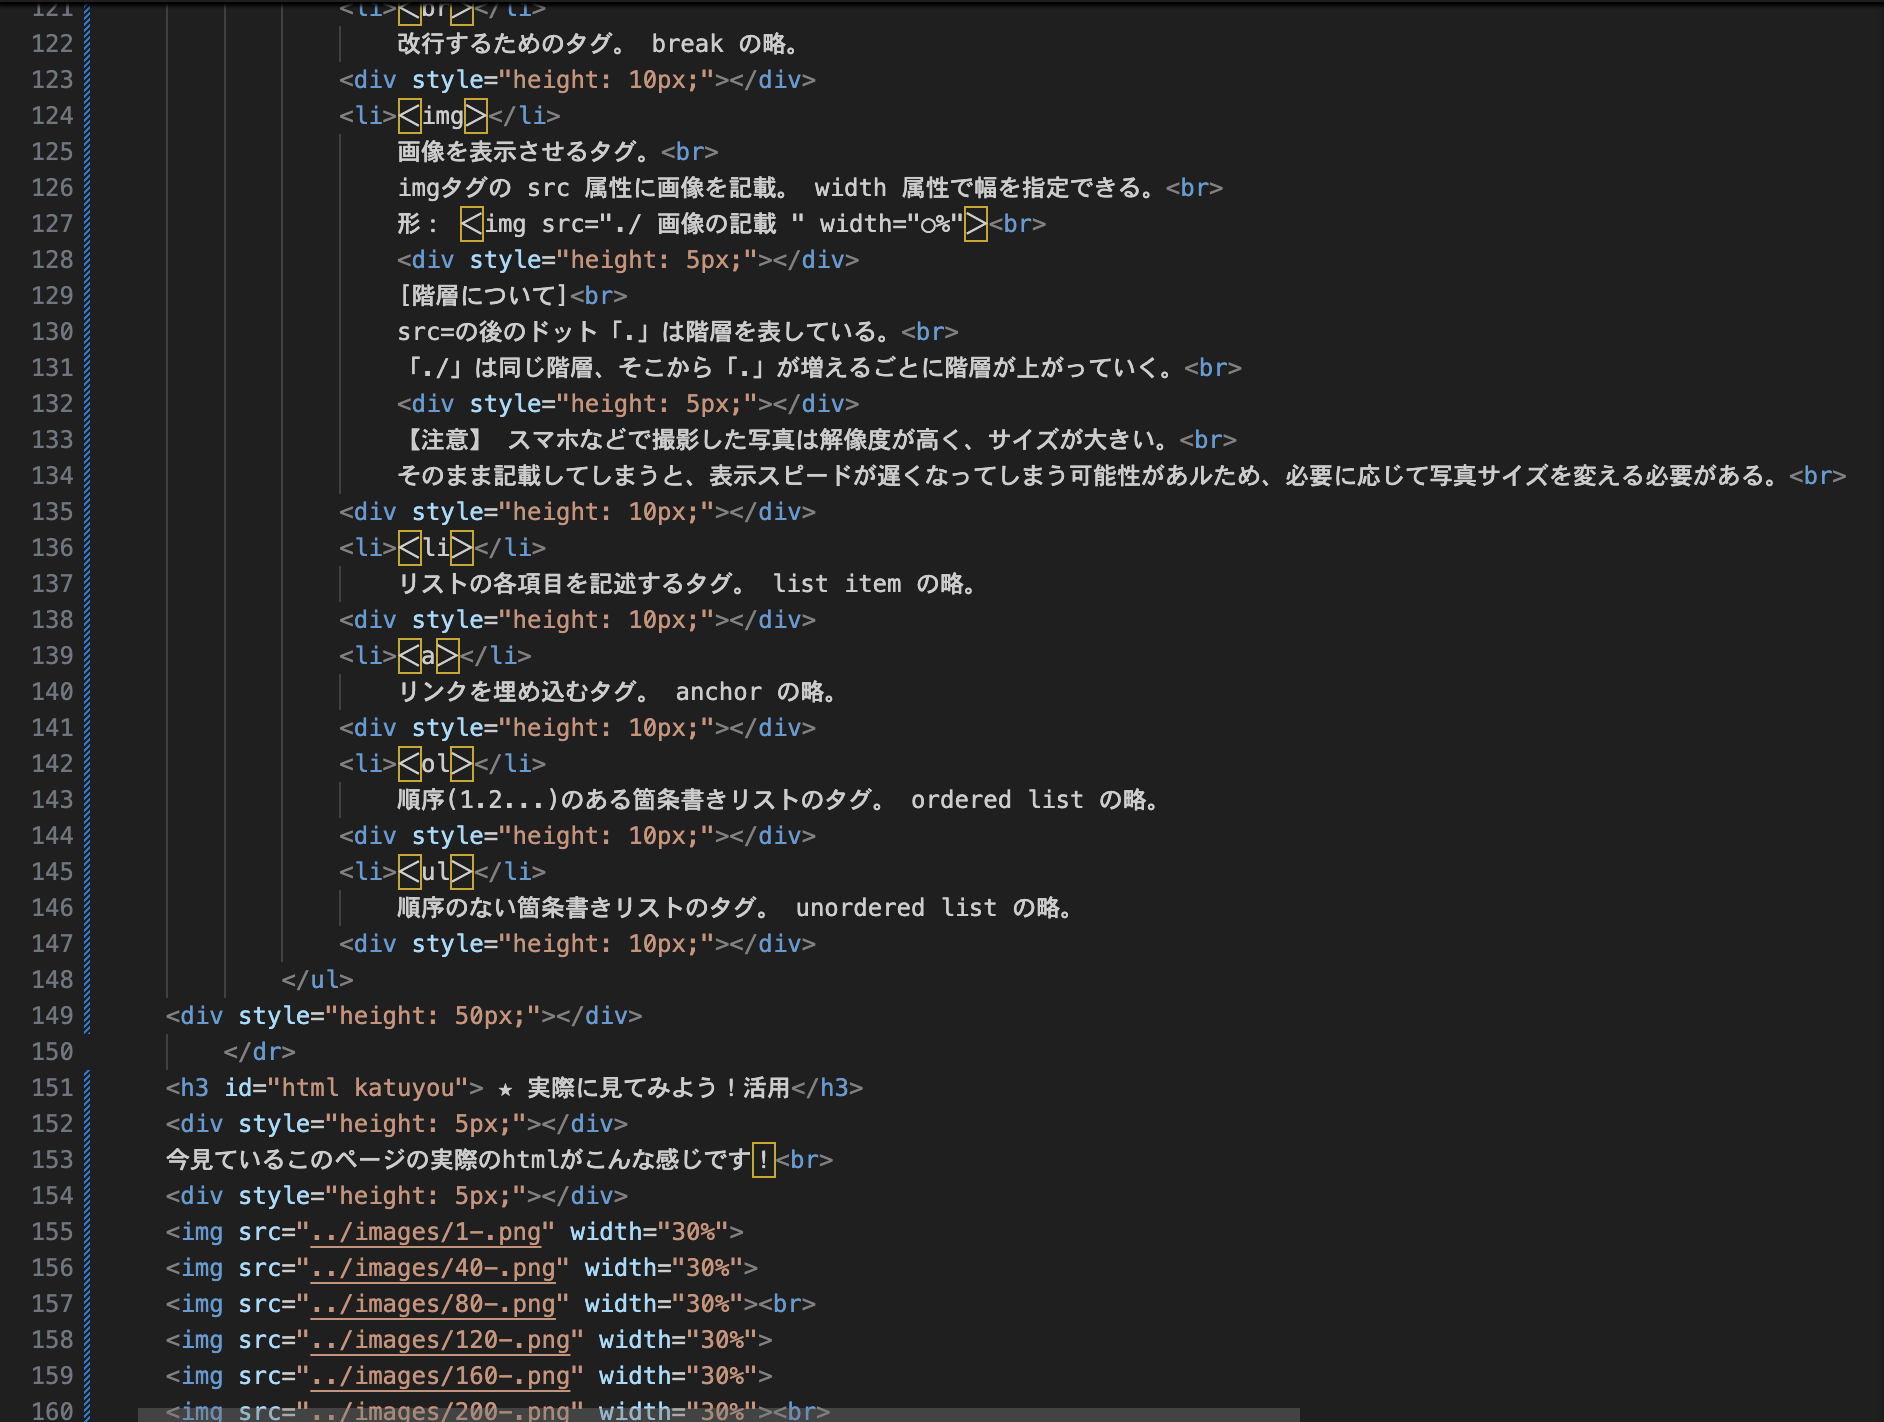 121 <li>＜br＞</li>
122 改行するためのタグ。 break の略。
123 <div style="height: 10px;"></div>
124 <li>＜img＞</li>
125 画像を表示させるタグ。<br>
126 imgタグの src 属性に画像を記載。 width 属性で幅を指定できる。<br>
127 形： ＜img src="./ 画像の記載 " width="○%"＞<br>
128 <div style="height: 5px;"></div>
129 [階層について]<br>
130 src=の後のドット「.」は階層を表している。<br>
131 「./」は同じ階層、そこから「.」が増えるごとに階層が上がっていく。<br>
132 <div style="height: 5px;"></div>
133 【注意】 スマホなどで撮影した写真は解像度が高く、サイズが大きい。<br>
134 そのまま記載してしまうと、表示スピードが遅くなってしまう可能性があルため、必要に応じて写真サイズを変える必要がある。<br>
135 <div style="height: 10px;"></div>
136 <li>＜li＞</li>
137 リストの各項目を記述するタグ。 list item の略。
138 <div style="height: 10px;"></div>
139 <li>＜a＞</li>
140 リンクを埋め込むタグ。 anchor の略。
141 <div style="height: 10px;"></div>
142 <li>＜ol＞</li>
143 順序(1.2...)のある箇条書きリストのタグ。 ordered list の略。
144 <div style="height: 10px;"></div>
145 <li>＜ul＞</li>
146 順序のない箇条書きリストのタグ。 unordered list の略。
147 <div style="height: 10px;"></div>
148 </ul>
149 <div style="height: 50px;"></div>
150 </dr>
151 <h3 id="html katuyou"> ★ 実際に見てみよう！活用</h3>
152 <div style="height: 5px;"></div>
153 今見ているこのページの実際のhtmlがこんな感じです！<br>
154 <div style="height: 5px;"></div>
155 <img src="../images/1-.png" width="30%">
156 <img src="../images/40-.png" width="30%">
157 <img src="../images/80-.png" width="30%"><br>
158 <img src="../images/120-.png" width="30%">
159 <img src="../images/160-.png" width="30%">
160 <img src="../images/200-.png" width="30%"><br>